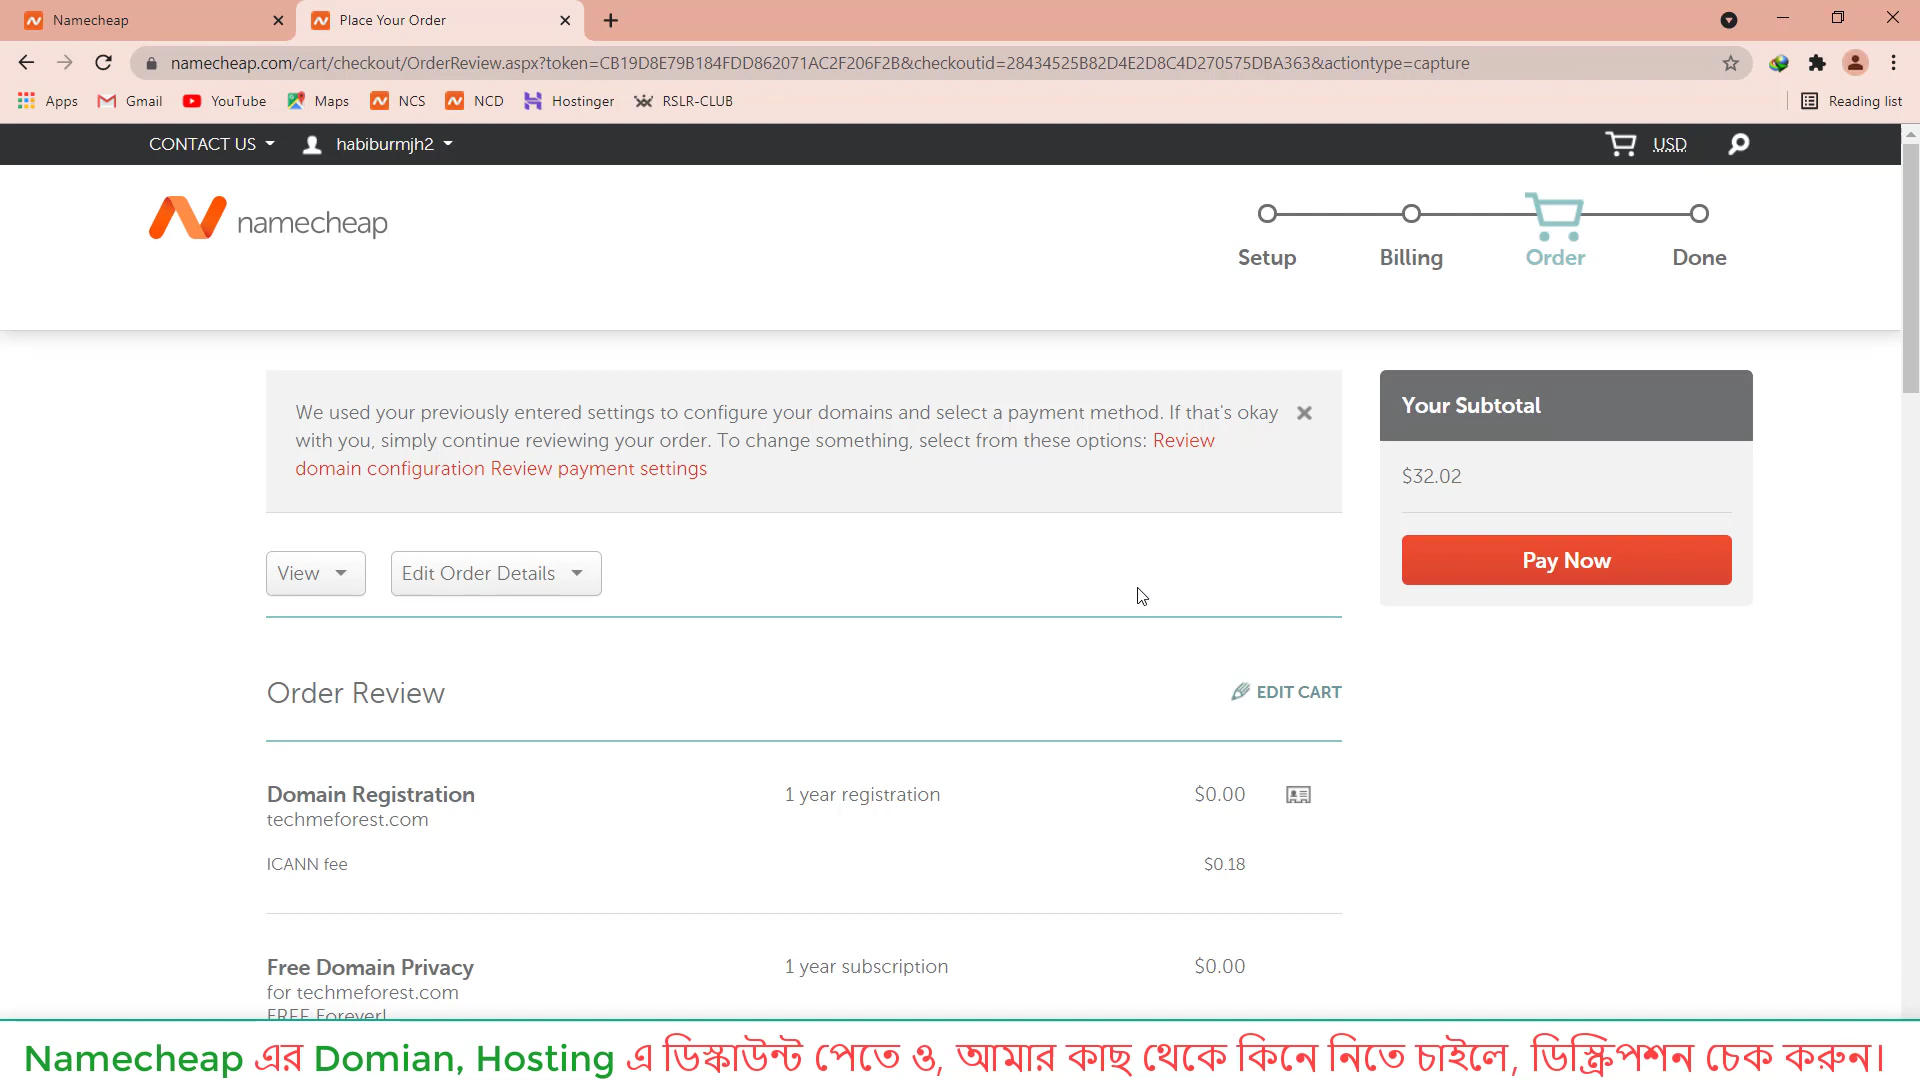 Namecheap
Place Your Order
namecheap.com/cart/checkout/OrderReview.aspx?token=CB19D8E79B184FDD862071AC2F206F2B&checkoutid=28434525B82D4E2D8C4D270575DBA363&actiontype=capture
Apps Gmail YouTube Maps NCS NCD Hostinger RSLR-CLUB Reading list
CONTACT US habiburmjh2 USD
namecheap
Setup Billing Order Done
We used your previously entered settings to configure your domains and select a payment method. If that's okay
with you, simply continue reviewing your order. To change something, select from these options: Review
domain configuration Review payment settings
Your Subtotal
$32.02
Pay Now
View Edit Order Details
Order Review EDIT CART
Domain Registration 1 year registration $0.00
techmeforest.com
ICANN fee $0.18
Free Domain Privacy 1 year subscription $0.00
for techmeforest.com
FREE Forever!
Namecheap এর Domian, Hosting এ ডিস্কাউন্ট পেতে ও, আমার কাছ থেকে কিনে নিতে চাইলে, ডিস্ক্রিপশন চেক করুন।